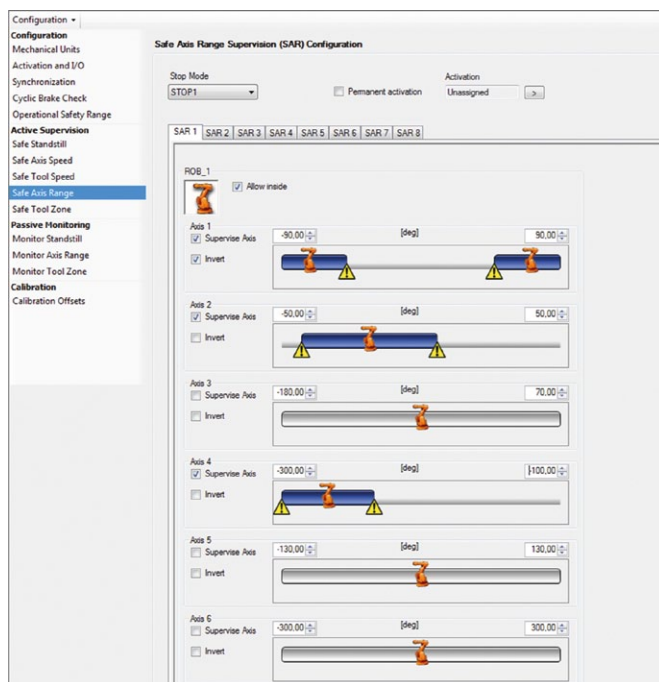 Configuration
Configuration
Mechanical Units
Activation and I/O
Synchronization
Cyclic Brake Check
Operational Safety Range
Active Supervision
Safe Standstill
Safe Axis Speed
Safe Tool Speed
Safe Axis Range
Safe Tool Zone
Passive Monitoring
Monitor Standstill
Monitor Axis Range
Monitor Tool Zone
Calibration
Calibration Offsets
Safe Axis Range Supervision (SAR) Configuration
Stop Mode
STOP1
Permanent activation
Activation
Unassigned
>
SAR 1 SAR 2 SAR 3 SAR 4 SAR 5 SAR 6 SAR 7 SAR 8
ROB_1
Allow inside
Axis 1
Supervise Axis -90,00 [deg] 90,00
Invert
Axis 2
Supervise Axis -50,00 [deg] 50,00
Invert
Axis 3
Supervise Axis -180,00 [deg] 70,00
Invert
Axis 4
Supervise Axis -300,00 [deg] -100,00
Invert
Axis 5
Supervise Axis -130,00 [deg] 130,00
Invert
Axis 6
Supervise Axis -300,00 [deg] 300,00
Invert